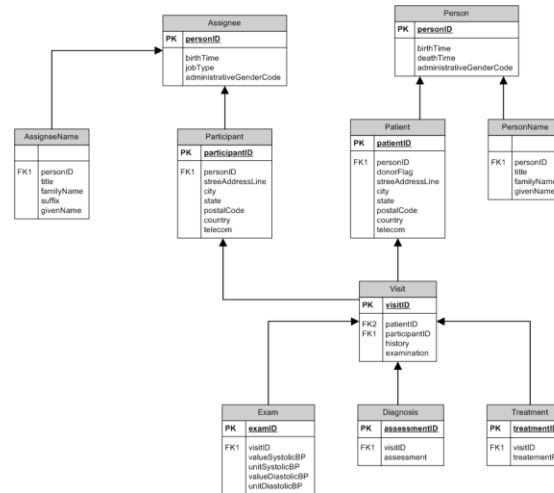 Assignee
PK personID
birthTime
jobType
administrativeGenderCode
Person
PK personID
birthTime
deathTime
administrativeGenderCode
AssigneeName
FK1 personID
title
familyName
suffix
givenName
Participant
PK participantID
FK1 personID
streeAddressLine
city
state
postalCode
country
telecom
Patient
PK patientID
FK1 personID
donorFlag
streeAddressLine
city
state
postalCode
country
telecom
PersonName
FK1 personID
title
familyName
givenName
Visit
PK visitID
FK2 patientID
FK1 participantID
history
examination
Exam
PK examID
FK1 visitID
valueSystolicBP
unitSystolicBP
valueDiastolicBP
unitDiastolicBP
Diagnosis
PK assessmentID
FK1 visitID
assessment
Treatment
PK treatmentID
FK1 visitID